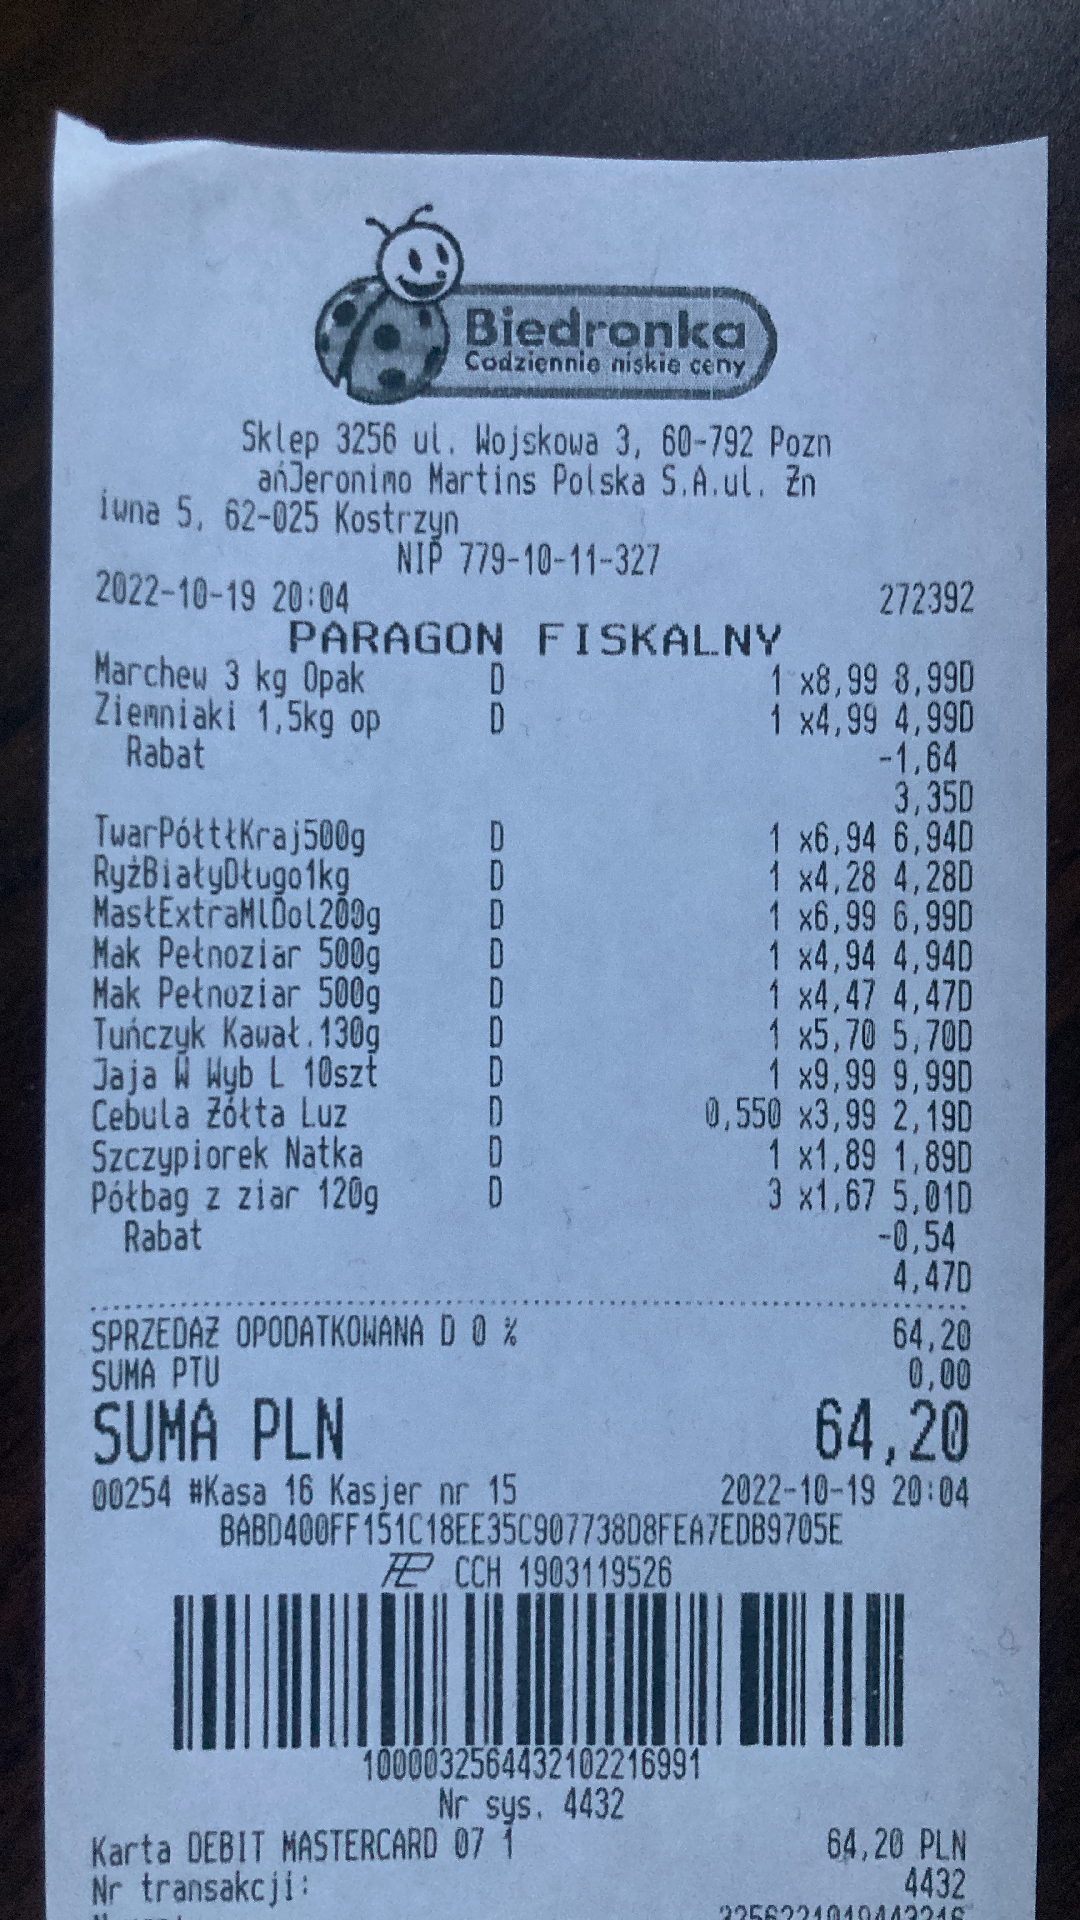 Biedronka
Codziennie niskie ceny
Sklep 3256 ul. Wojskowa 3, 60-792 Pozn
ańJeronimo Martins Polska S.A.ul. Żn
iwna 5, 62-025 Kostrzyn
NIP 779-10-11-327
2022-10-19 20:04 272392
PARAGON FISKALNY
Marchew 3 kg Opak D 1 x8,99 8,99D
Ziemniaki 1,5kg op D 1 x4,99 4,99D
Rabat -1,64
3,35D
TwarPółtłKraj500g D 1 x6,94 6,94D
RyżBiałyDługo1kg D 1 x4,28 4,28D
MasłExtraMlDol200g D 1 x6,99 6,99D
Mak Pełnoziar 500g D 1 x4,94 4,94D
Mak Pełnoziar 500g D 1 x4,47 4,47D
Tuńczyk Kawał.130g D 1 x5,70 5,70D
Jaja W Wyb L 10szt D 1 x9,99 9,99D
Cebula Żółta Luz D 0,550 x3,99 2,19D
Szczypiorek Natka D 1 x1,89 1,89D
Półbag z ziar 120g D 3 x1,67 5,01D
Rabat -0,54
4,47D
SPRZEDAŻ OPODATKOWANA D 0 % 64,20
SUMA PTU 0,00
SUMA PLN 64,20
00254 #Kasa 16 Kasjer nr 15 2022-10-19 20:04
BABD400FF151C18EE35C907738D8FEA7EDB9705E
CCH 1903119526
1000032564432102216991
Nr sys. 4432
Karta DEBIT MASTERCARD 07 1 64,20 PLN
Nr transakcji: 4432